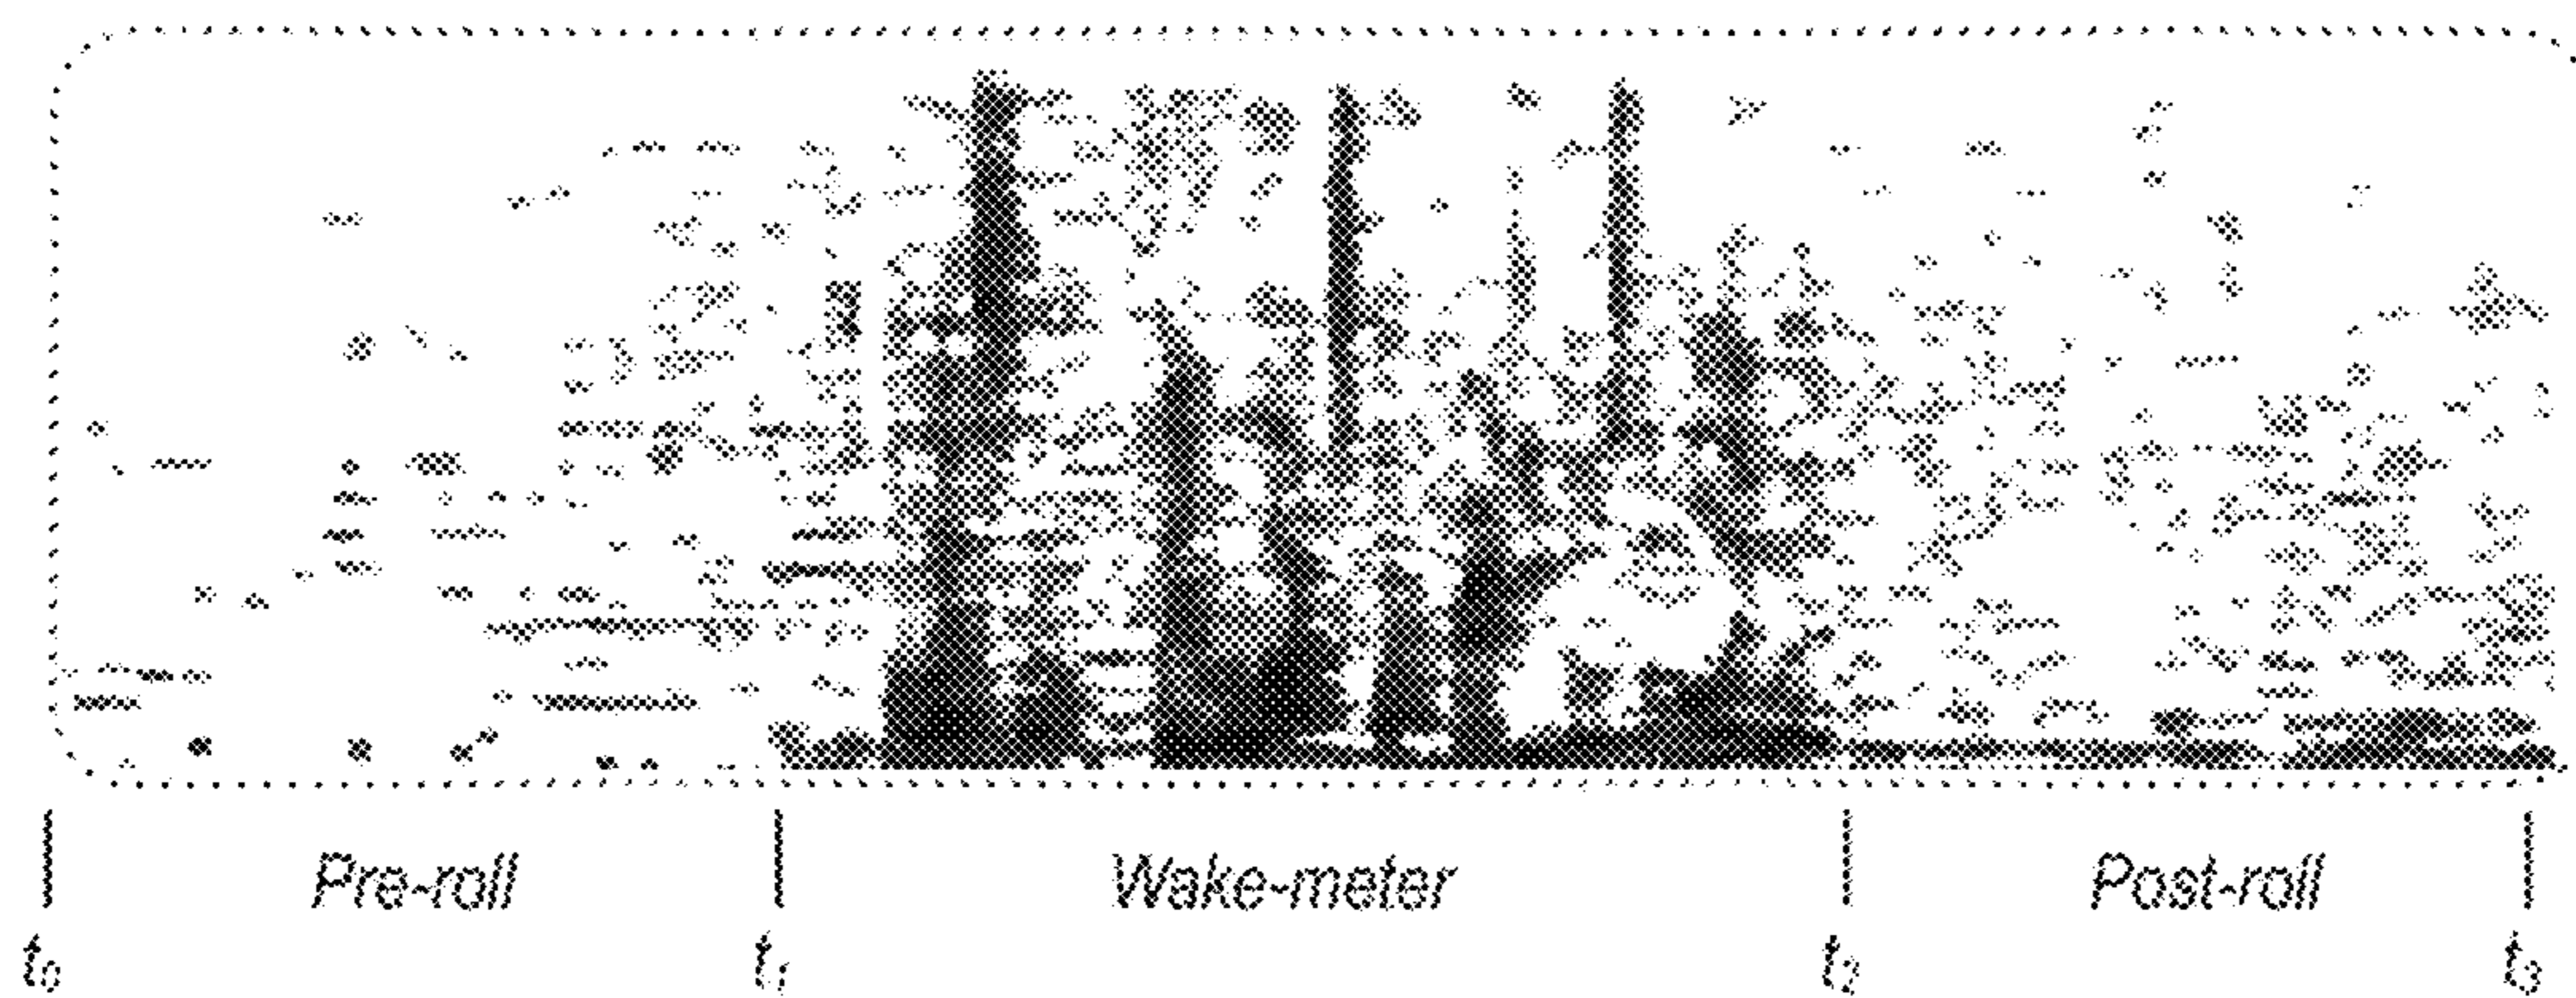 Pre-roll Wake-meter Post-roll
t₀ t₁ t₂ t₃